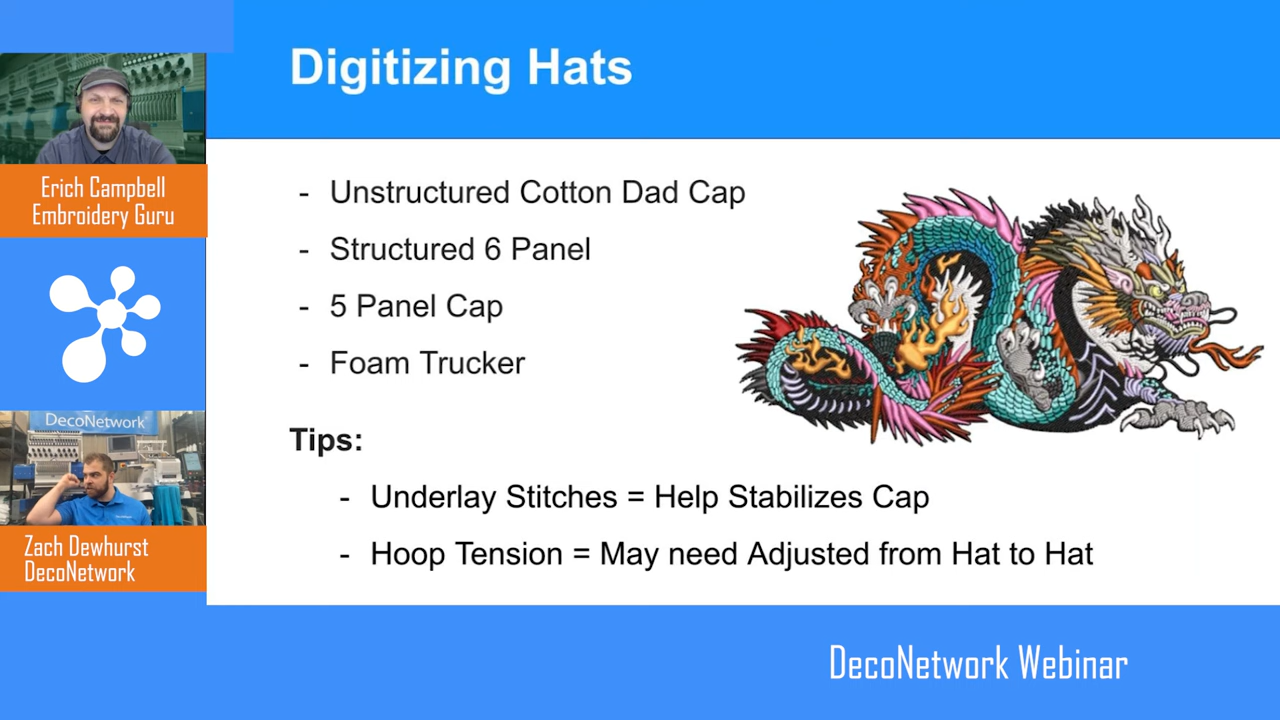 Digitizing Hats
Erich Campbell
Embroidery Guru
- Unstructured Cotton Dad Cap
- Structured 6 Panel
- 5 Panel Cap
- Foam Trucker
Tips:
- Underlay Stitches = Help Stabilizes Cap
- Hoop Tension = May need Adjusted from Hat to Hat
DecoNetwork
Zach Dewhurst
DecoNetwork
DecoNetwork Webinar